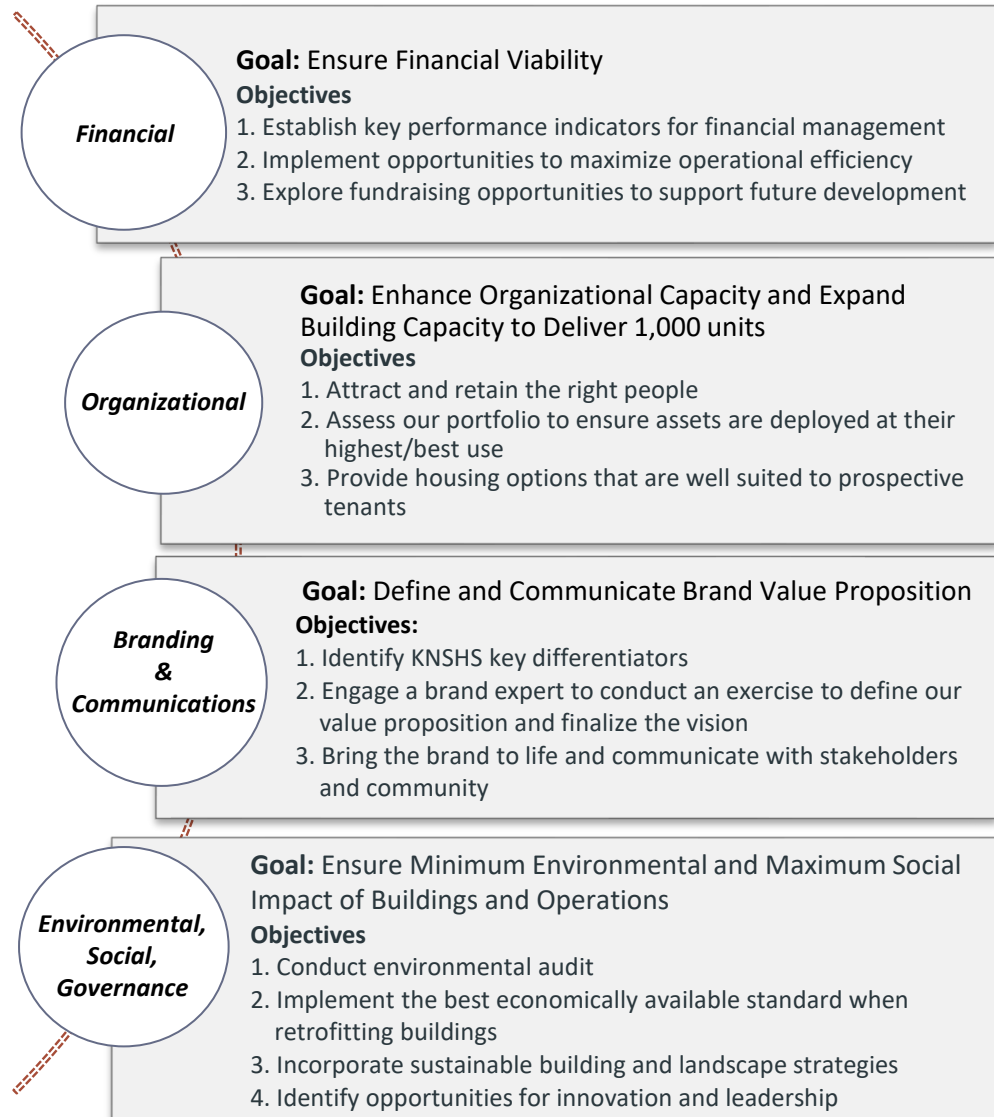 Financial
Goal: Ensure Financial Viability
Objectives
1. Establish key performance indicators for financial management
2. Implement opportunities to maximize operational efficiency
3. Explore fundraising opportunities to support future development
Organizational
Goal: Enhance Organizational Capacity and Expand
Building Capacity to Deliver 1,000 units
Objectives
1. Attract and retain the right people
2. Assess our portfolio to ensure assets are deployed at their
highest/best use
3. Provide housing options that are well suited to prospective
tenants
Branding
&
Communications
Goal: Define and Communicate Brand Value Proposition
Objectives:
1. Identify KNSHS key differentiators
2. Engage a brand expert to conduct an exercise to define our
value proposition and finalize the vision
3. Bring the brand to life and communicate with stakeholders
and community
Environmental,
Social,
Governance
Goal: Ensure Minimum Environmental and Maximum Social
Impact of Buildings and Operations
Objectives
1. Conduct environmental audit
2. Implement the best economically available standard when
retrofitting buildings
3. Incorporate sustainable building and landscape strategies
4. Identify opportunities for innovation and leadership